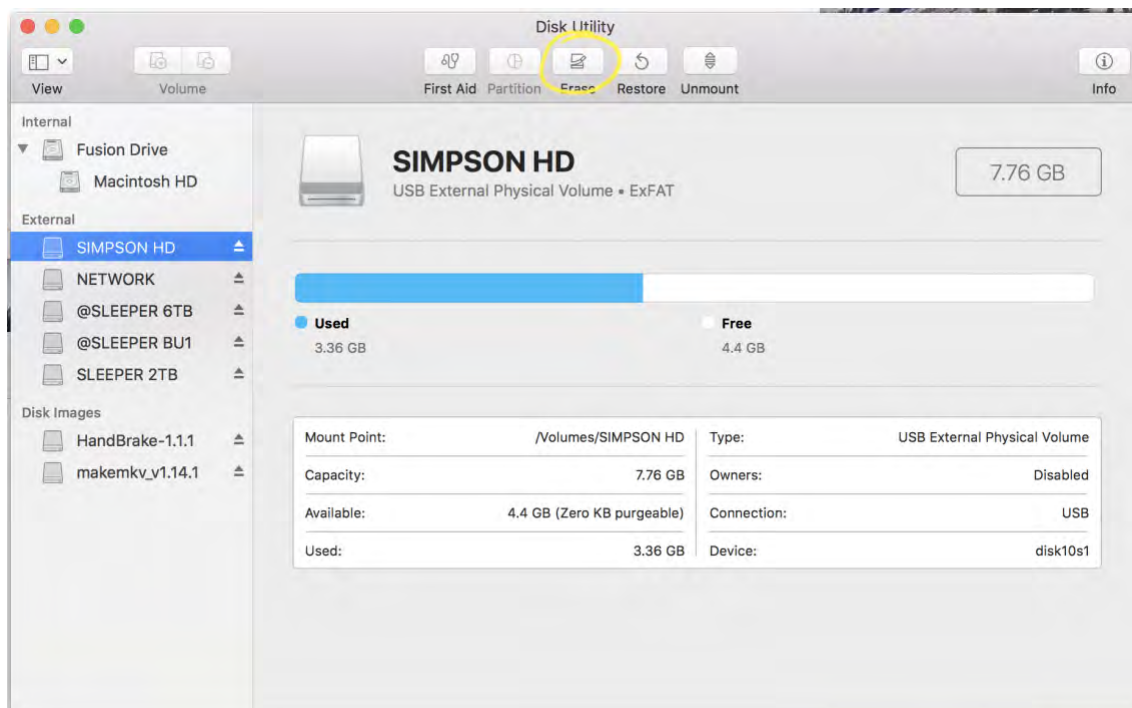 Disk Utility
View Volume First Aid Partition Erase Restore Unmount Info
Internal
Fusion Drive
Macintosh HD
External
SIMPSON HD
NETWORK
@SLEEPER 6TB
@SLEEPER BU1
SLEEPER 2TB
Disk Images
HandBrake-1.1.1
makemkv_v1.14.1
SIMPSON HD
USB External Physical Volume • ExFAT
7.76 GB
Used Free
3.36 GB 4.4 GB
Mount Point: /Volumes/SIMPSON HD Type: USB External Physical Volume
Capacity: 7.76 GB Owners: Disabled
Available: 4.4 GB (Zero KB purgeable) Connection: USB
Used: 3.36 GB Device: disk10s1